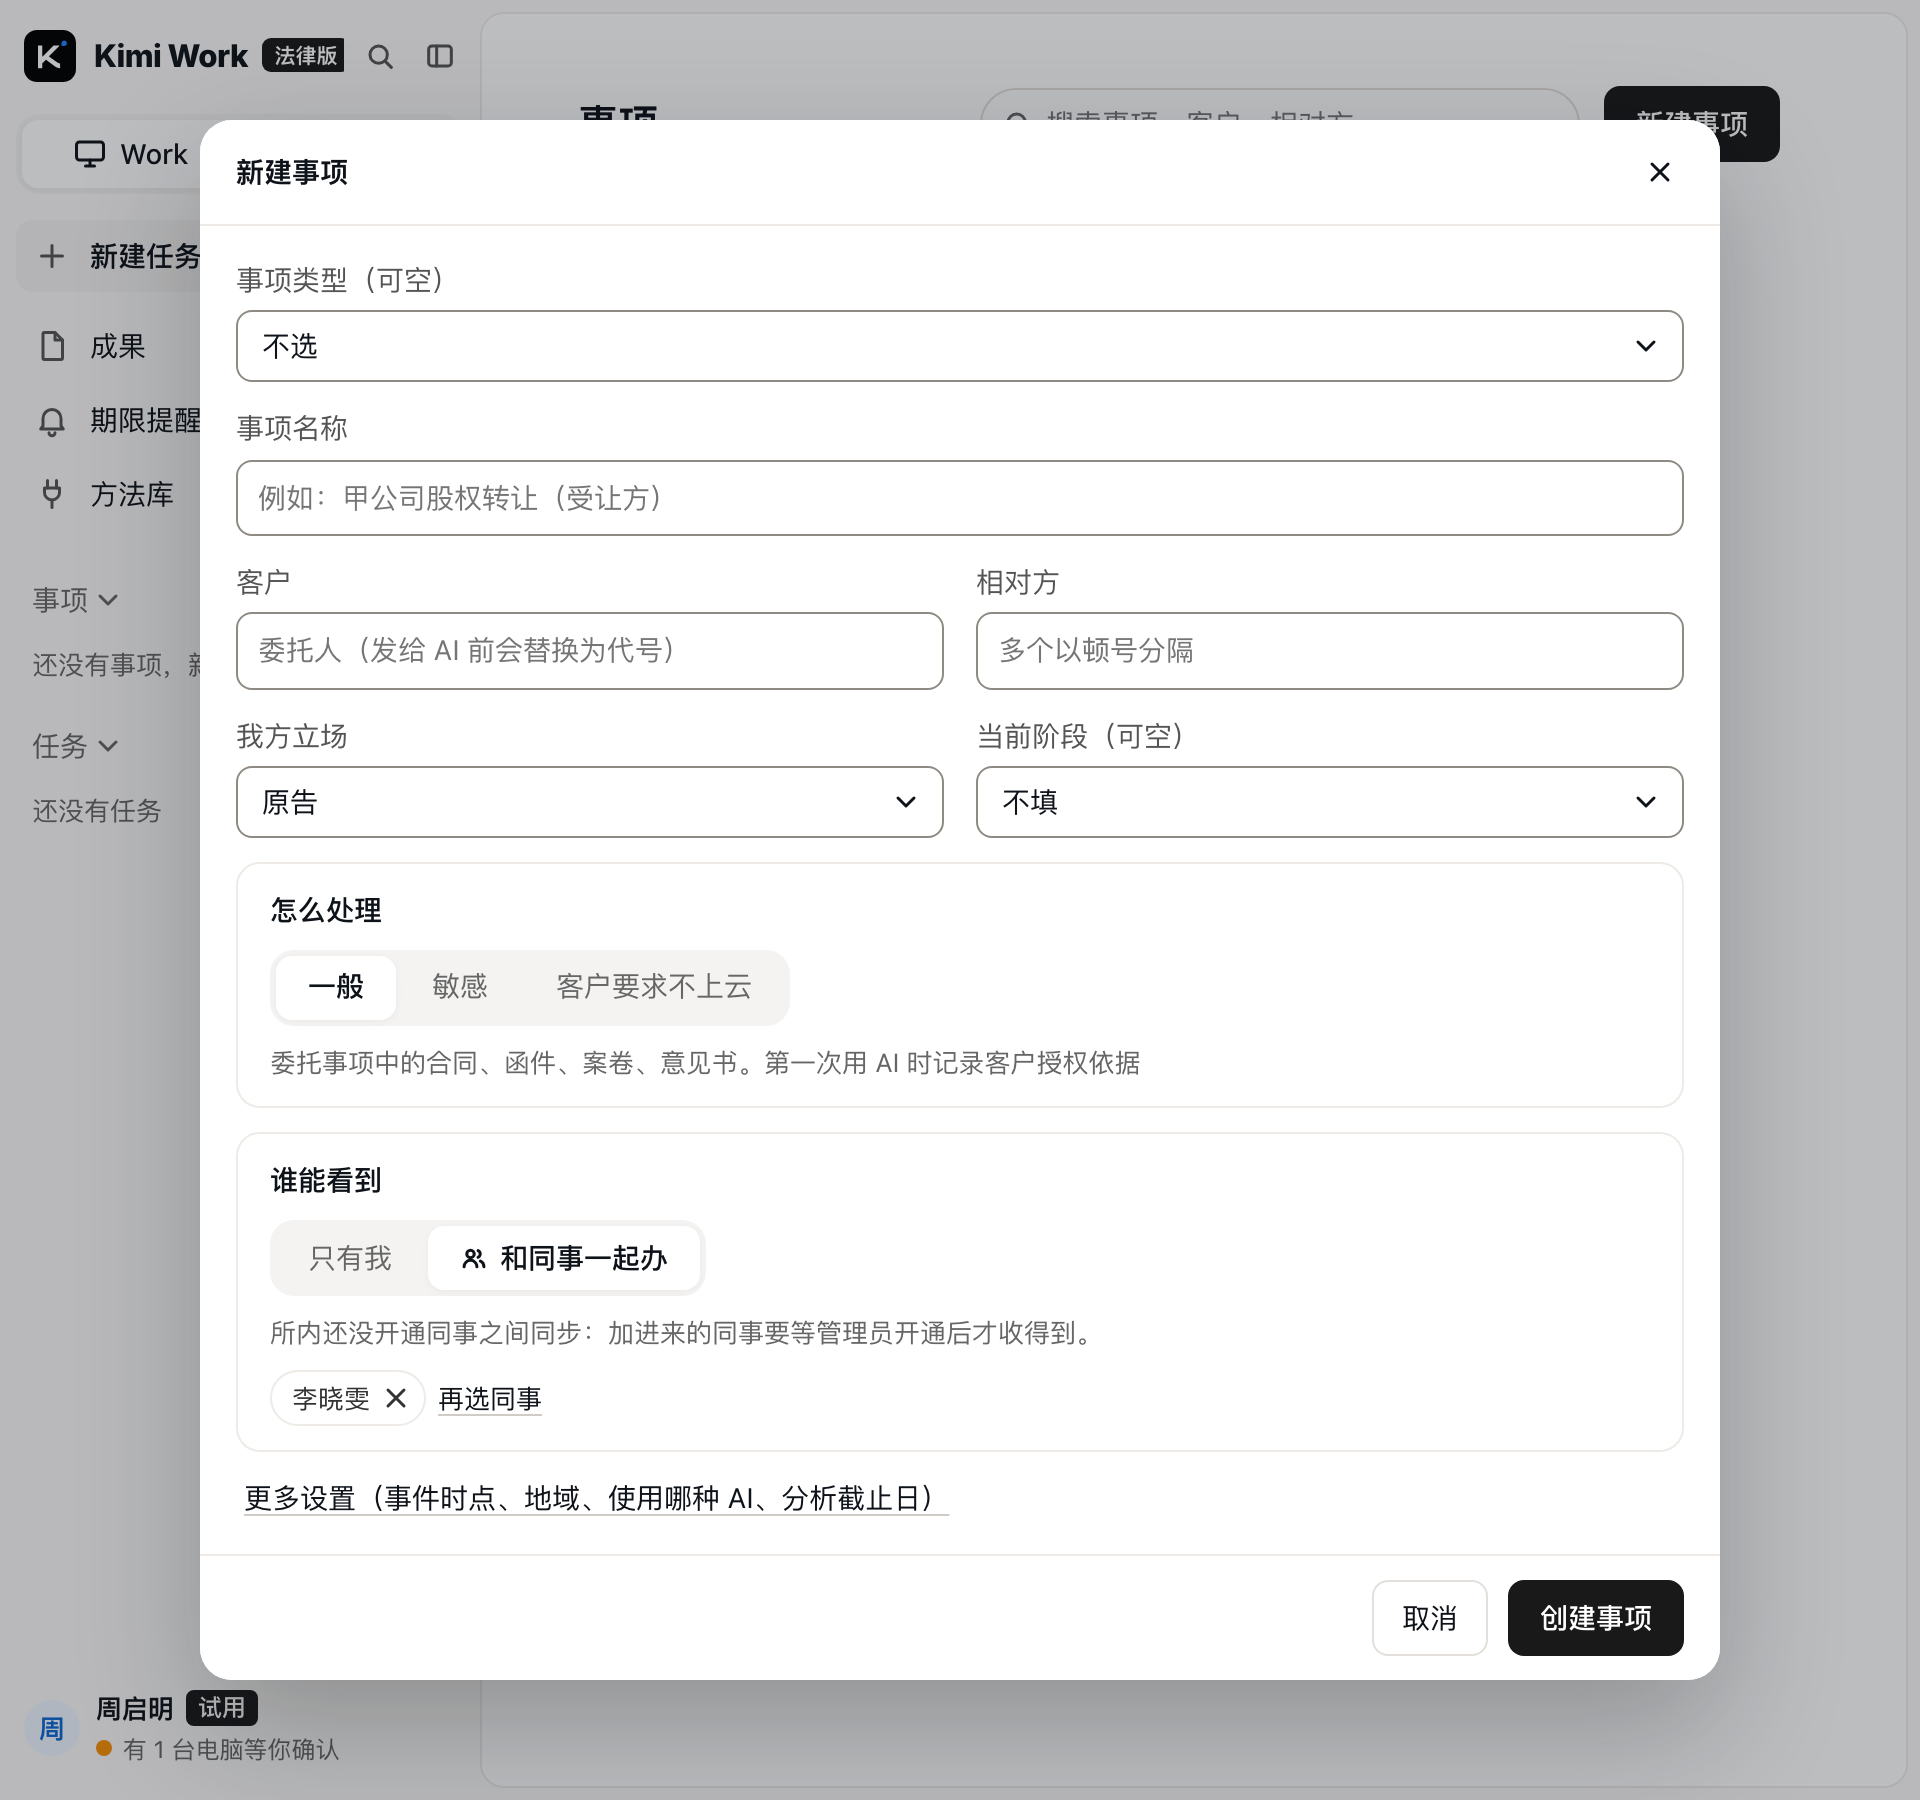 Kimi Work 法律版
事项
搜索事项、客户、相对方
新建事项
Work
新建任务
成果
期限提醒
方法库
事项
还没有事项，新
任务
还没有任务
周
周启明 试用
有 1 台电脑等你确认
新建事项
事项类型（可空）
不选
事项名称
例如：甲公司股权转让（受让方）
客户
委托人（发给 AI 前会替换为代号）
相对方
多个以顿号分隔
我方立场
原告
当前阶段（可空）
不填
怎么处理
一般 敏感 客户要求不上云
委托事项中的合同、函件、案卷、意见书。第一次用 AI 时记录客户授权依据
谁能看到
只有我 和同事一起办
所内还没开通同事之间同步：加进来的同事要等管理员开通后才收得到。
李晓雯 再选同事
更多设置（事件时点、地域、使用哪种 AI、分析截止日）
取消 创建事项